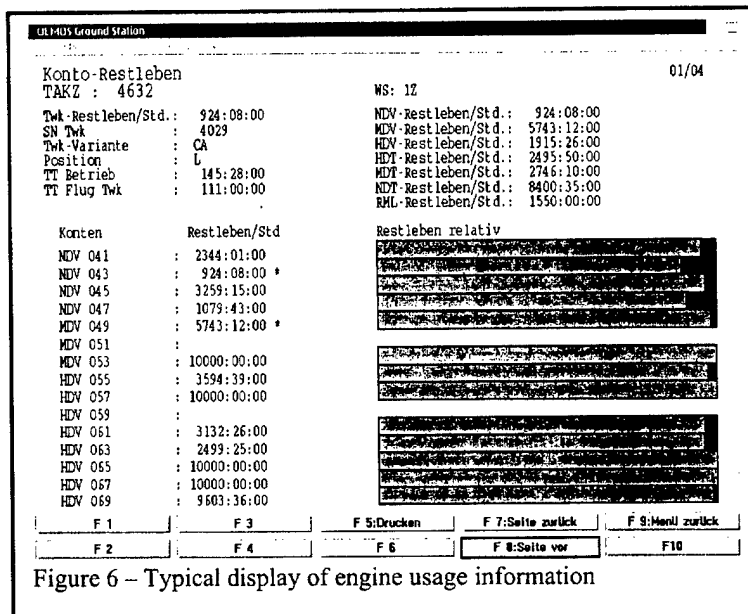 OLMOS Ground Station
Konto-Restleben 01/04
TAKZ : 4632 WS: 1Z
Twk-Restleben/Std.: 924:08:00 NDV-Restleben/Std.: 924:08:00
SN Twk : 4029 MDV-Restleben/Std.: 5743:12:00
Twk-Variante : CA HDV-Restleben/Std.: 1915:26:00
Position : L HDT-Restleben/Std.: 2495:50:00
TT Betrieb : 145:28:00 MDT-Restleben/Std.: 2746:10:00
TT Flug Twk : 111:00:00 NDT-Restleben/Std.: 8400:35:00
RML-Restleben/Std.: 1550:00:00
Konten Restleben/Std Restleben relativ
NDV 041 : 2344:01:00
NDV 043 : 924:08:00 *
NDV 045 : 3259:15:00
NDV 047 : 1079:43:00
MDV 049 : 5743:12:00 *
MDV 051 :
MDV 053 : 10000:00:00
HDV 055 : 3594:39:00
HDV 057 : 10000:00:00
HDV 059 :
HDV 061 : 3132:26:00
HDV 063 : 2499:25:00
HDV 065 : 10000:00:00
HDV 067 : 10000:00:00
HDV 069 : 9603:36:00
F 1 F 3 F 5:Drucken F 7:Seite zurück F 9:Menü zurück
F 2 F 4 F 6 F 8:Seite vor F10
Figure 6 – Typical display of engine usage information